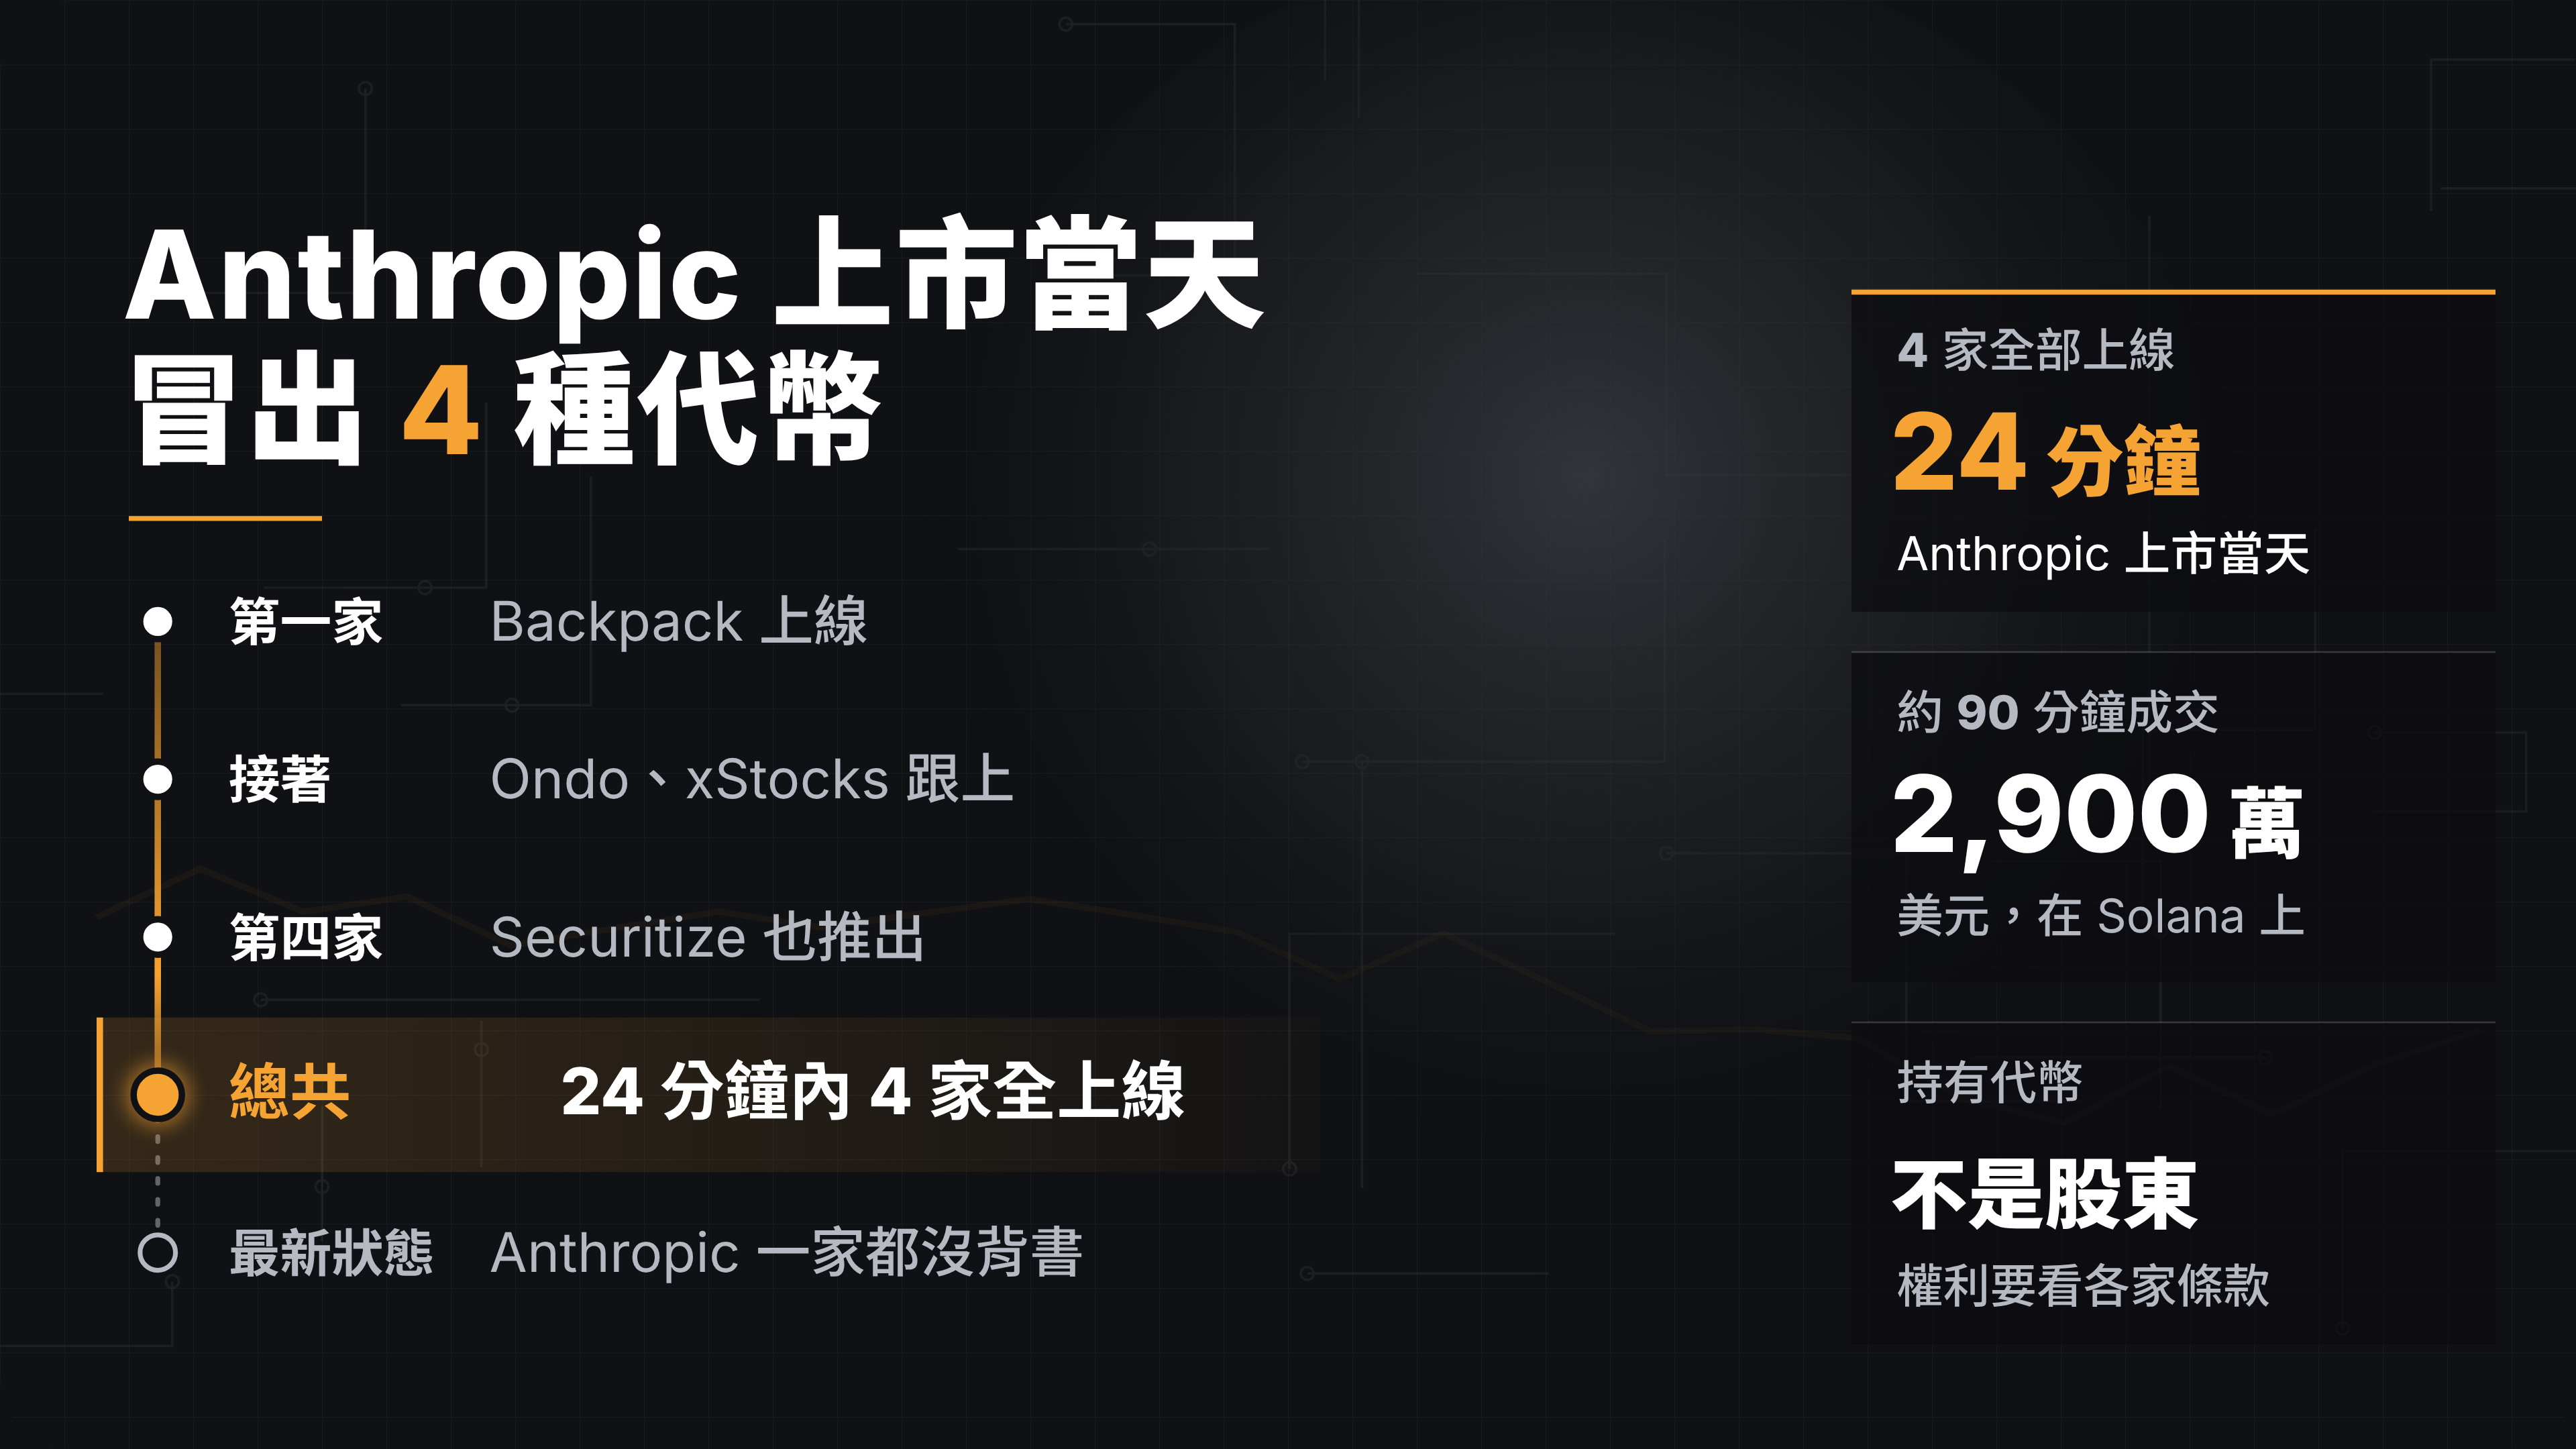 Anthropic 上市當天
冒出 4 種代幣
第一家 Backpack 上線
接著 Ondo、xStocks 跟上
第四家 Securitize 也推出
總共 24 分鐘內 4 家全上線
最新狀態 Anthropic 一家都沒背書
4 家全部上線
24 分鐘
Anthropic 上市當天
約 90 分鐘成交
2,900 萬
美元，在 Solana 上
持有代幣
不是股東
權利要看各家條款